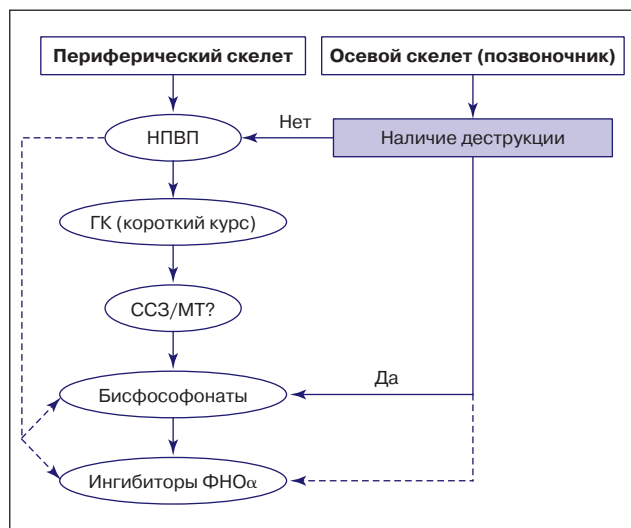 Периферический скелет
Осевой скелет (позвоночник)
НПВП
Нет
Наличие деструкции
ГК (короткий курс)
ССЗ/МТ?
Да
Бисфософонаты
Ингибиторы ФНОα